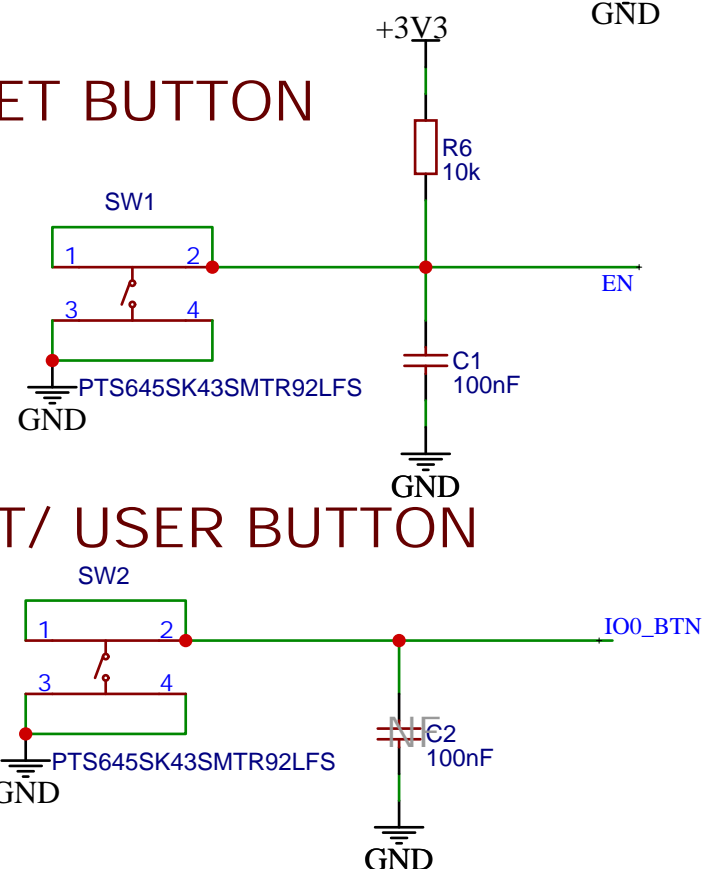 GND
+3V3
ET BUTTON
R6
10k
SW1
1 2
EN
3 4
C1
100nF
PTS645SK43SMTR92LFS
GND
GND
T/ USER BUTTON
SW2
1 2
IO0_BTN
3 4
NF
C2
100nF
PTS645SK43SMTR92LFS
GND
GND